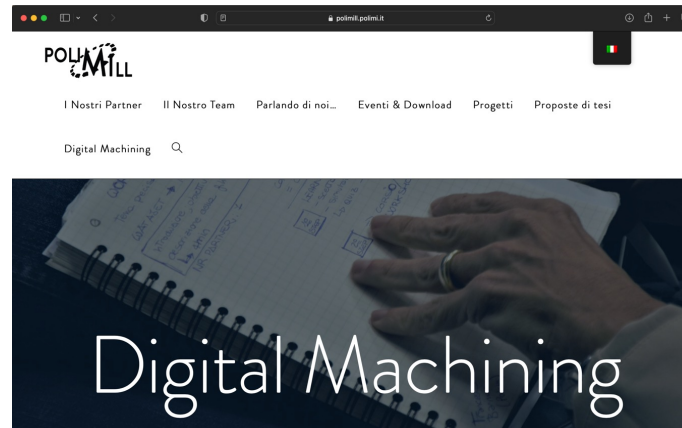 polimill.polimi.it
POLIMILL
I Nostri Partner Il Nostro Team Parlando di noi... Eventi & Download Progetti Proposte di tesi
Digital Machining
Digital Machining